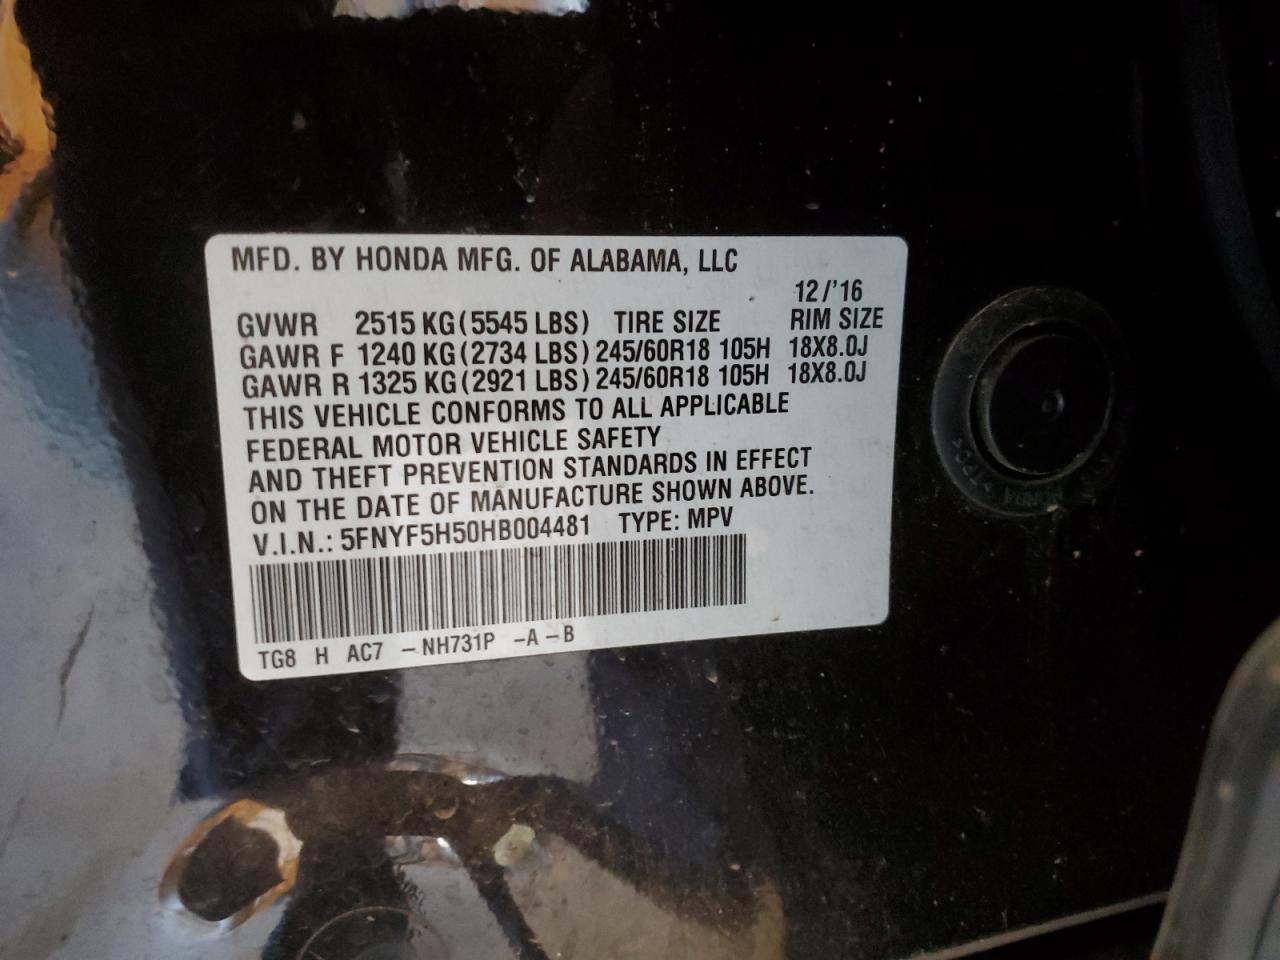 MFD. BY HONDA MFG. OF ALABAMA, LLC
12/'16
GVWR 2515 KG (5545 LBS) TIRE SIZE RIM SIZE
GAWR F 1240 KG (2734 LBS) 245/60R18 105H 18X8.0J
GAWR R 1325 KG (2921 LBS) 245/60R18 105H 18X8.0J
THIS VEHICLE CONFORMS TO ALL APPLICABLE
FEDERAL MOTOR VEHICLE SAFETY
AND THEFT PREVENTION STANDARDS IN EFFECT
ON THE DATE OF MANUFACTURE SHOWN ABOVE.
V.I.N.: 5FNYF5H50HB004481 TYPE: MPV
TG8 H AC7 -NH731P -A-B
HONDA